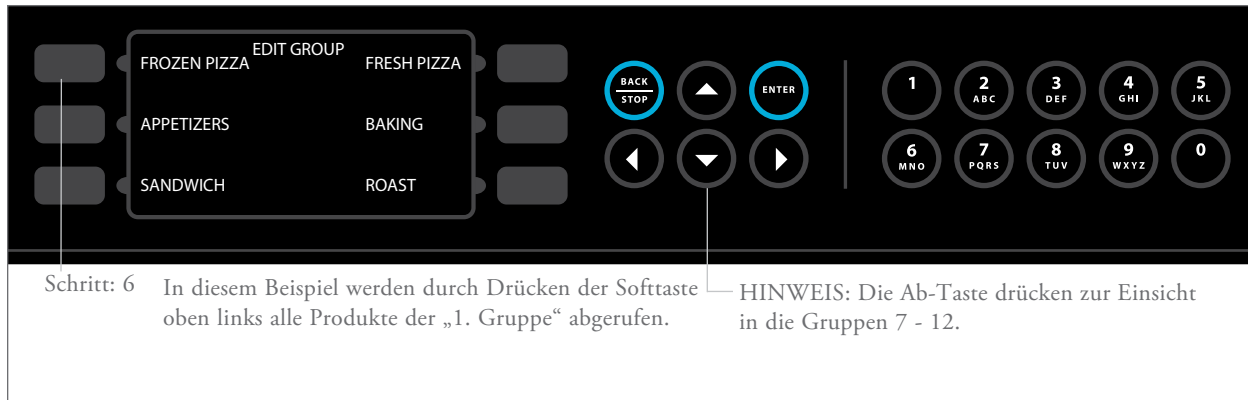 EDIT GROUP
FROZEN PIZZA FRESH PIZZA
APPETIZERS BAKING
SANDWICH ROAST
BACK
STOP
ENTER
1
2
ABC
3
DEF
4
GHI
5
JKL
6
MNO
7
PQRS
8
TUV
9
WXYZ
0
Schritt: 6
In diesem Beispiel werden durch Drücken der Softtaste
oben links alle Produkte der „1. Gruppe“ abgerufen.
HINWEIS: Die Ab-Taste drücken zur Einsicht
in die Gruppen 7 - 12.